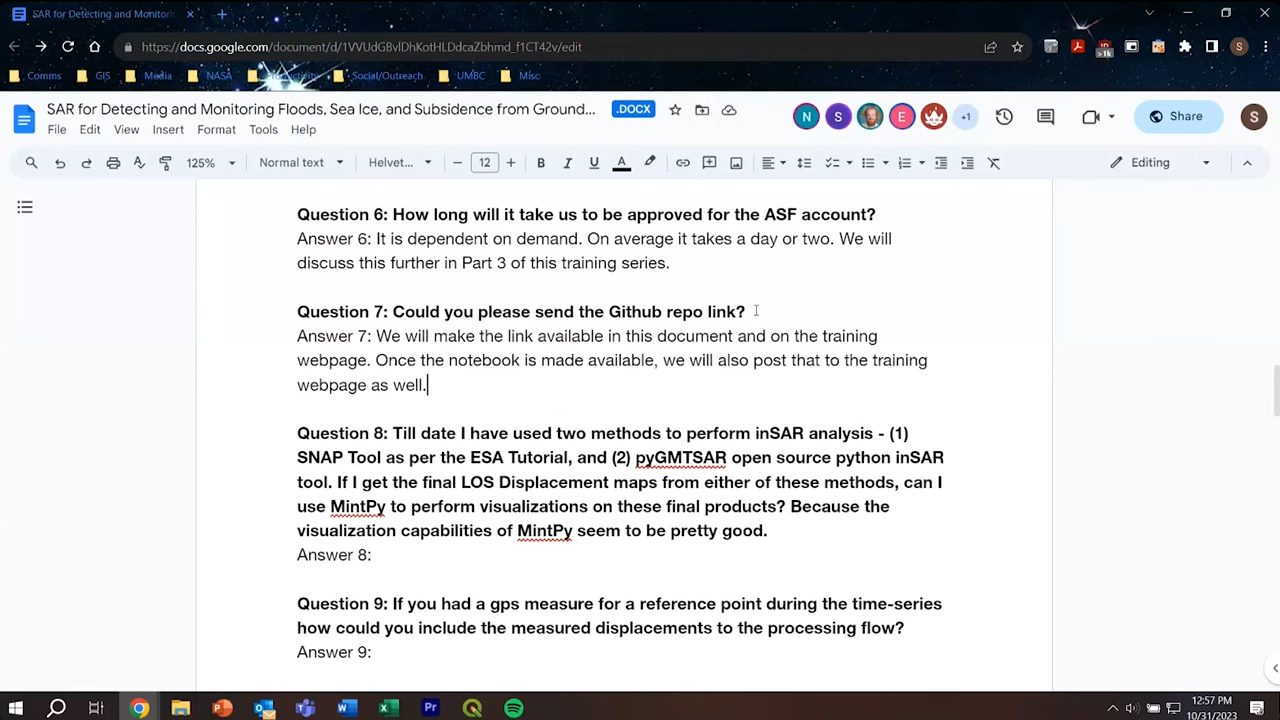 SAR for Detecting and Monitorin
https://docs.google.com/document/d/1VVUdGBvlDhKotHLDdcaZbhmd_f1CT42v/edit
>1k
S
Comms GIS Media NASA Social/Outreach UMBC Misc
SAR for Detecting and Monitoring Floods, Sea Ice, and Subsidence from Ground... .DOCX
N S E +1 Share S
File Edit View Insert Format Tools Help
125% Normal text Helvet... 12 B I U A Editing
Question 6: How long will it take us to be approved for the ASF account?
Answer 6: It is dependent on demand. On average it takes a day or two. We will
discuss this further in Part 3 of this training series.
Question 7: Could you please send the Github repo link?
Answer 7: We will make the link available in this document and on the training
webpage. Once the notebook is made available, we will also post that to the training
webpage as well.
Question 8: Till date I have used two methods to perform inSAR analysis - (1)
SNAP Tool as per the ESA Tutorial, and (2) pyGMTSAR open source python inSAR
tool. If I get the final LOS Displacement maps from either of these methods, can I
use MintPy to perform visualizations on these final products? Because the
visualization capabilities of MintPy seem to be pretty good.
Answer 8:
Question 9: If you had a gps measure for a reference point during the time-series
how could you include the measured displacements to the processing flow?
Answer 9:
12:57 PM
10/31/2023